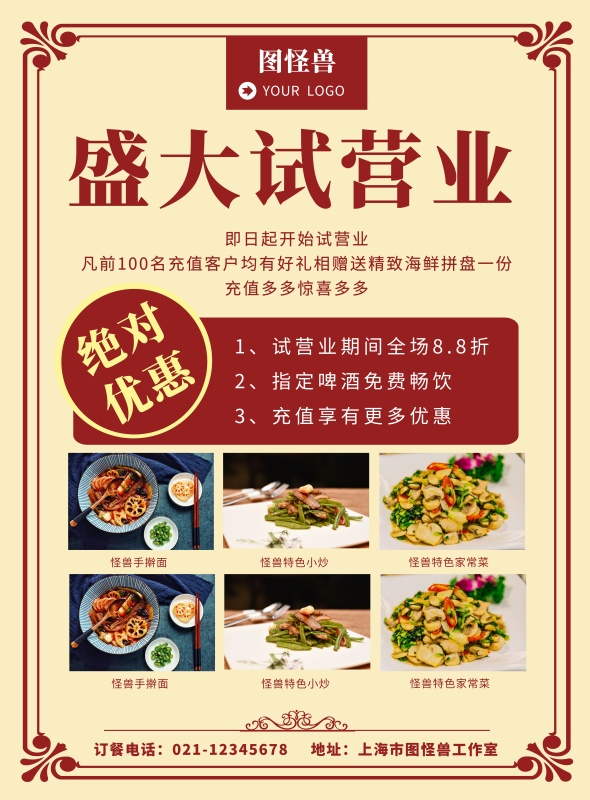 图怪兽
YOUR LOGO
盛大试营业
即日起开始试营业
凡前100名充值客户均有好礼相赠送精致海鲜拼盘一份
充值多多惊喜多多
绝对
优惠
1、试营业期间全场8.8折
2、指定啤酒免费畅饮
3、充值享有更多优惠
怪兽手擀面
怪兽特色小炒
怪兽特色家常菜
怪兽手擀面
怪兽特色小炒
怪兽特色家常菜
订餐电话：021-12345678 地址：上海市图怪兽工作室